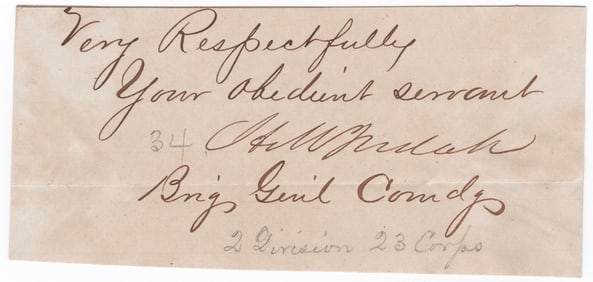 Very Respectfully
Your obedient servant
34. H M Judah
Brig Genl Comdg
2 Division 23 Corps